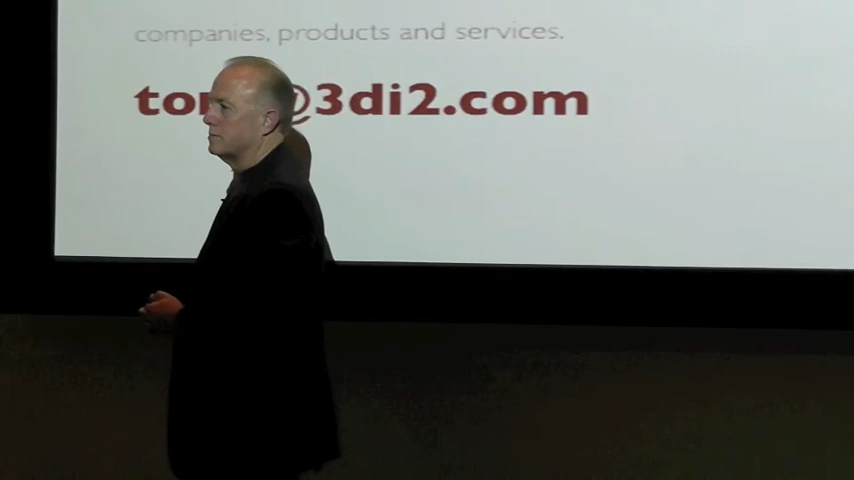 companies, products and services.
@3di2.com